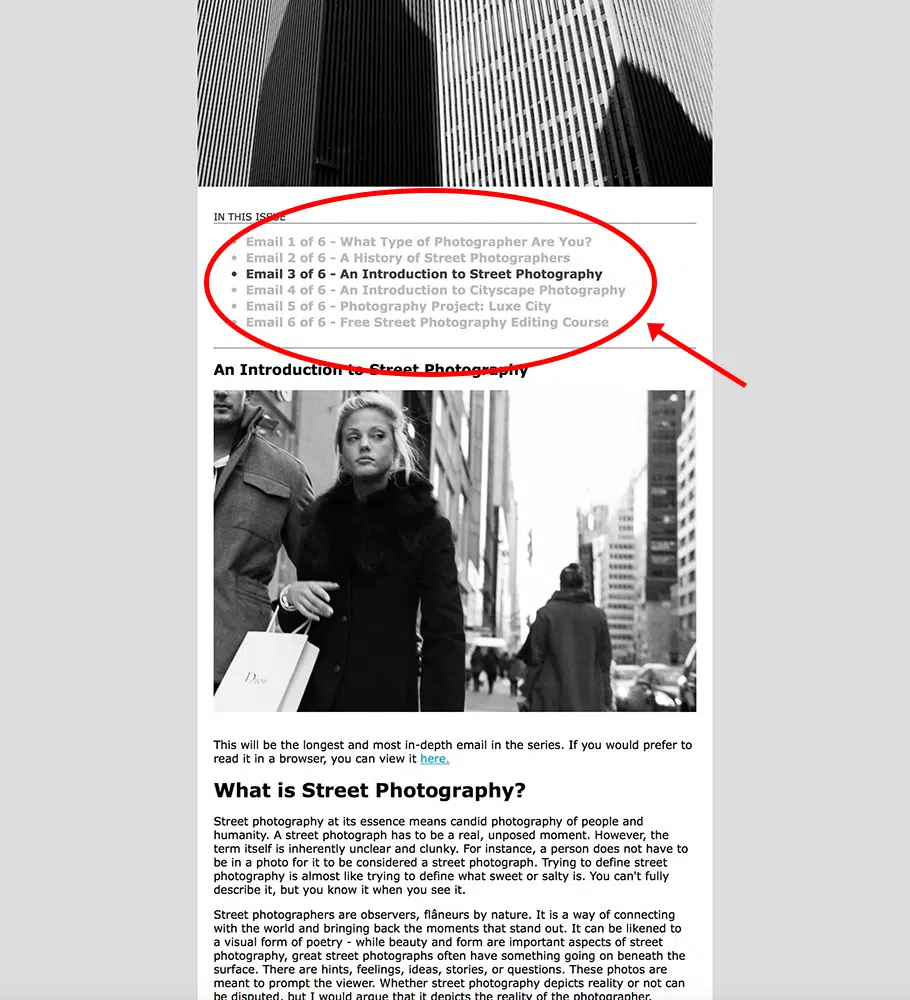 IN THIS ISSUE
• Email 1 of 6 - What Type of Photographer Are You?
• Email 2 of 6 - A History of Street Photographers
• Email 3 of 6 - An Introduction to Street Photography
• Email 4 of 6 - An Introduction to Cityscape Photography
• Email 5 of 6 - Photography Project: Luxe City
• Email 6 of 6 - Free Street Photography Editing Course
An Introduction to Street Photography
Dior
This will be the longest and most in-depth email in the series. If you would prefer to
read it in a browser, you can view it here.
What is Street Photography?
Street photography at its essence means candid photography of people and
humanity. A street photograph has to be a real, unposed moment. However, the
term itself is inherently unclear and clunky. For instance, a person does not have to
be in a photo for it to be considered a street photograph. Trying to define street
photography is almost like trying to define what sweet or salty is. You can't fully
describe it, but you know it when you see it.
Street photographers are observers, flâneurs by nature. It is a way of connecting
with the world and bringing back the moments that stand out. It can be likened to
a visual form of poetry - while beauty and form are important aspects of street
photography, great street photographs often have something going on beneath the
surface. There are hints, feelings, ideas, stories, or questions. These photos are
meant to prompt the viewer. Whether street photography depicts reality or not can
be disputed, but I would argue that it depicts the reality of the photographer.